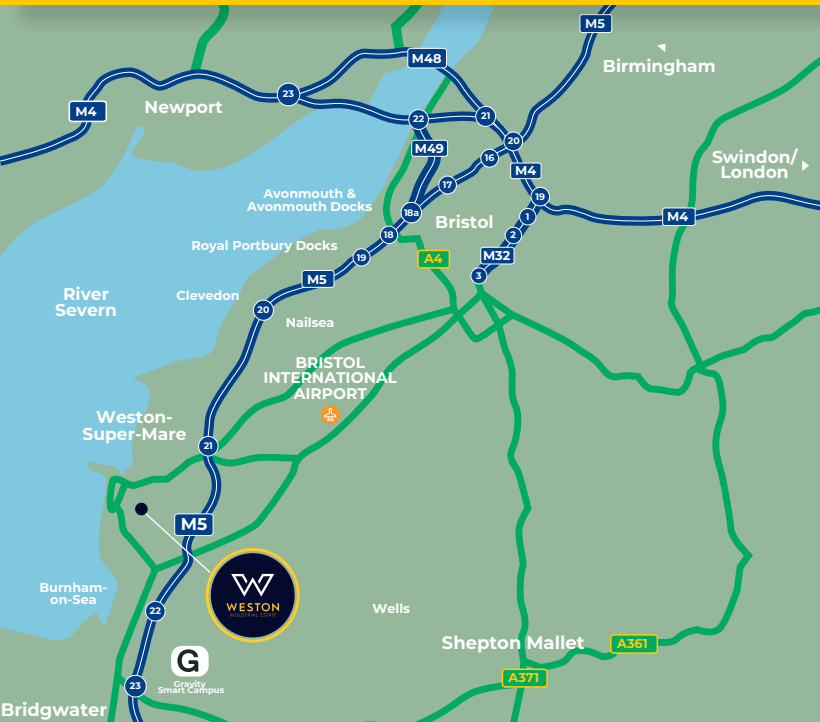 M5
Birmingham
M48
23
M4
Newport
22
21
20
M49
16
Swindon/
London
M4
17
19
Avonmouth &
Avonmouth Docks
18a
1
M4
Bristol
18
2
Royal Portbury Docks
19
A4
M32
3
M5
Clevedon
River
Severn
20
Nailsea
BRISTOL
INTERNATIONAL
AIRPORT
Weston-
Super-Mare
21
M5
Burnham-
on-Sea
W
WESTON
INDUSTRIAL ESTATE
22
Wells
Shepton Mallet
A361
G
Gravity
Smart Campus
A371
23
Bridgwater